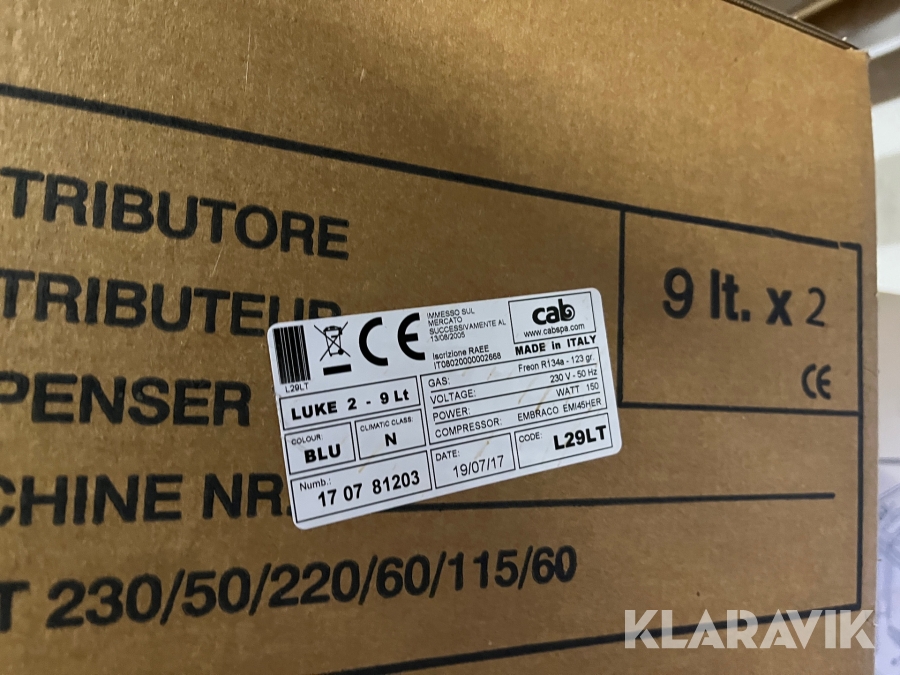 TRIBUTORE
TRIBUTEUR
PENSER
CHINE NR.
T 230/50/220/60/115/60
9 lt. x 2
CE
L29LT
CE
IMMESSO SUL
MERCATO
SUCCESSIVAMENTE AL
13/08/2005
Iscrizione RAEE
IT08020000002668
cab
www.cabspa.com
MADE in ITALY
LUKE 2 - 9 Lt
GAS: Freon R134a - 123 gr.
VOLTAGE: 230 V - 50 Hz
POWER: WATT 150
COMPRESSOR: EMBRACO EMI45HER
COLOUR:
BLU
CLIMATIC CLASS:
N
Numb.:
17 07 81203
DATE:
19/07/17
CODE:
L29LT
KLARAVIK